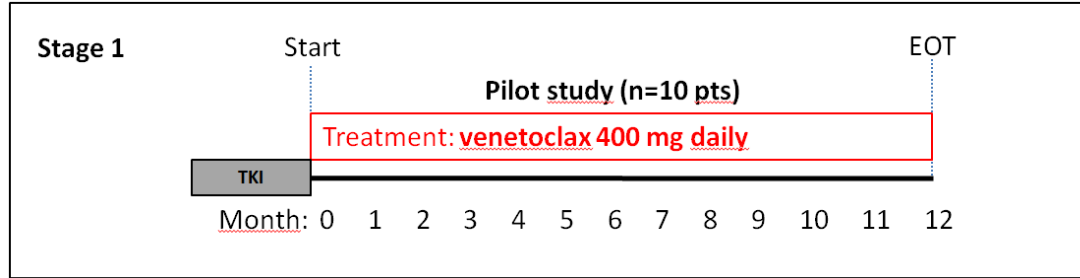 Stage 1
Start
EOT
Pilot study (n=10 pts)
Treatment: venetoclax 400 mg daily
TKI
Month: 0 1 2 3 4 5 6 7 8 9 10 11 12